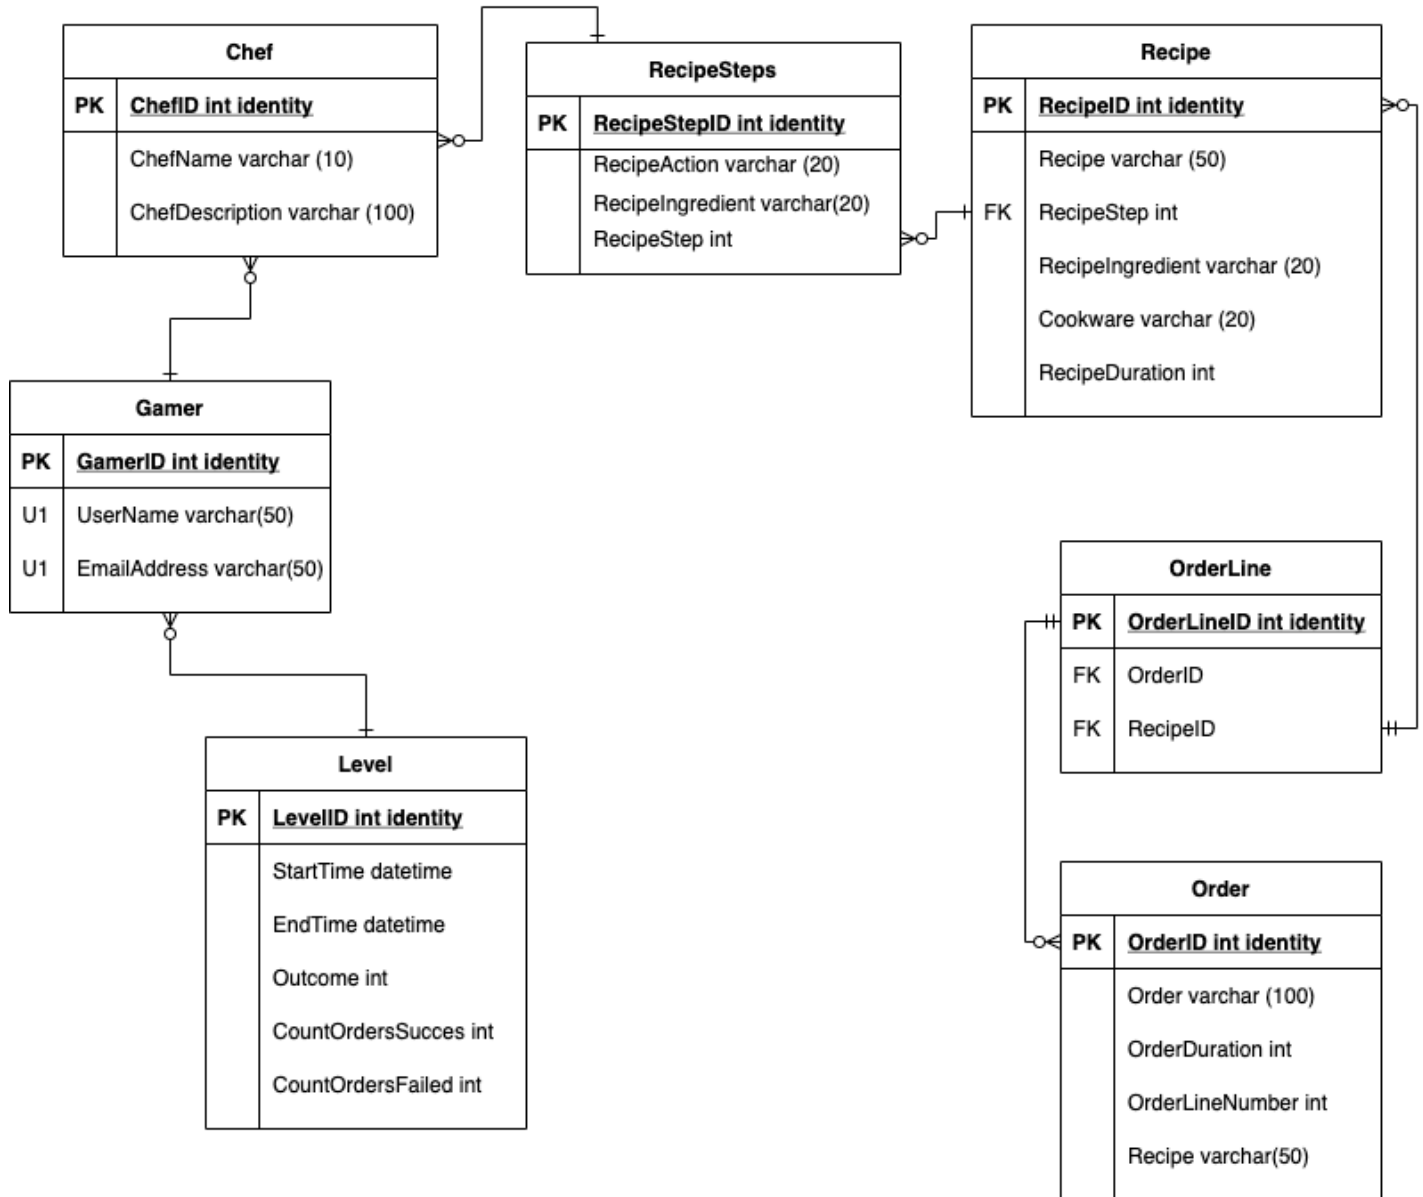 Chef
PK ChefID int identity
ChefName varchar (10)
ChefDescription varchar (100)
RecipeSteps
PK RecipeStepID int identity
RecipeAction varchar (20)
RecipeIngredient varchar(20)
RecipeStep int
Recipe
PK RecipeID int identity
Recipe varchar (50)
FK RecipeStep int
RecipeIngredient varchar (20)
Cookware varchar (20)
RecipeDuration int
Gamer
PK GamerID int identity
U1 UserName varchar(50)
U1 EmailAddress varchar(50)
OrderLine
PK OrderLineID int identity
FK OrderID
FK RecipeID
Level
PK LevelID int identity
StartTime datetime
EndTime datetime
Outcome int
CountOrdersSucces int
CountOrdersFailed int
Order
PK OrderID int identity
Order varchar (100)
OrderDuration int
OrderLineNumber int
Recipe varchar(50)